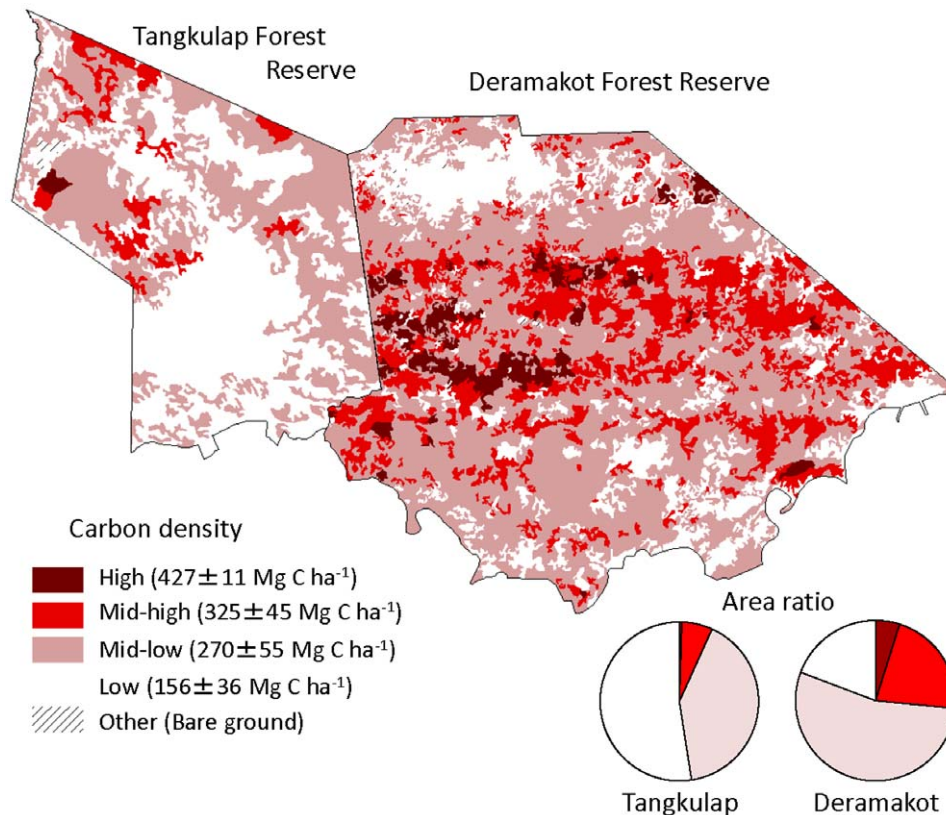 Tangkulap Forest
Reserve
Deramakot Forest Reserve
Carbon density
High (427±11 Mg C ha⁻¹)
Mid-high (325±45 Mg C ha⁻¹)
Mid-low (270±55 Mg C ha⁻¹)
Low (156±36 Mg C ha⁻¹)
Other (Bare ground)
Area ratio
Tangkulap
Deramakot